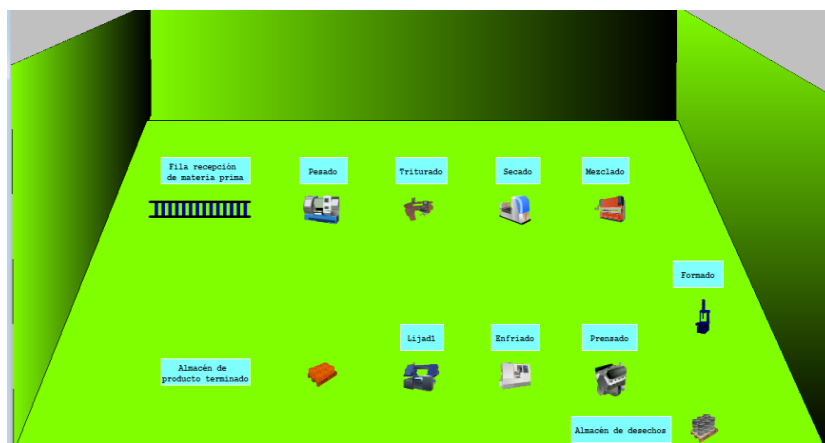 Fila recepción
de materia prima
Pesado
Triturado
Secado
Mezclado
Formado
Lijadl
Enfriado
Prensado
Almacén de
producto terminado
Almacén de desechos